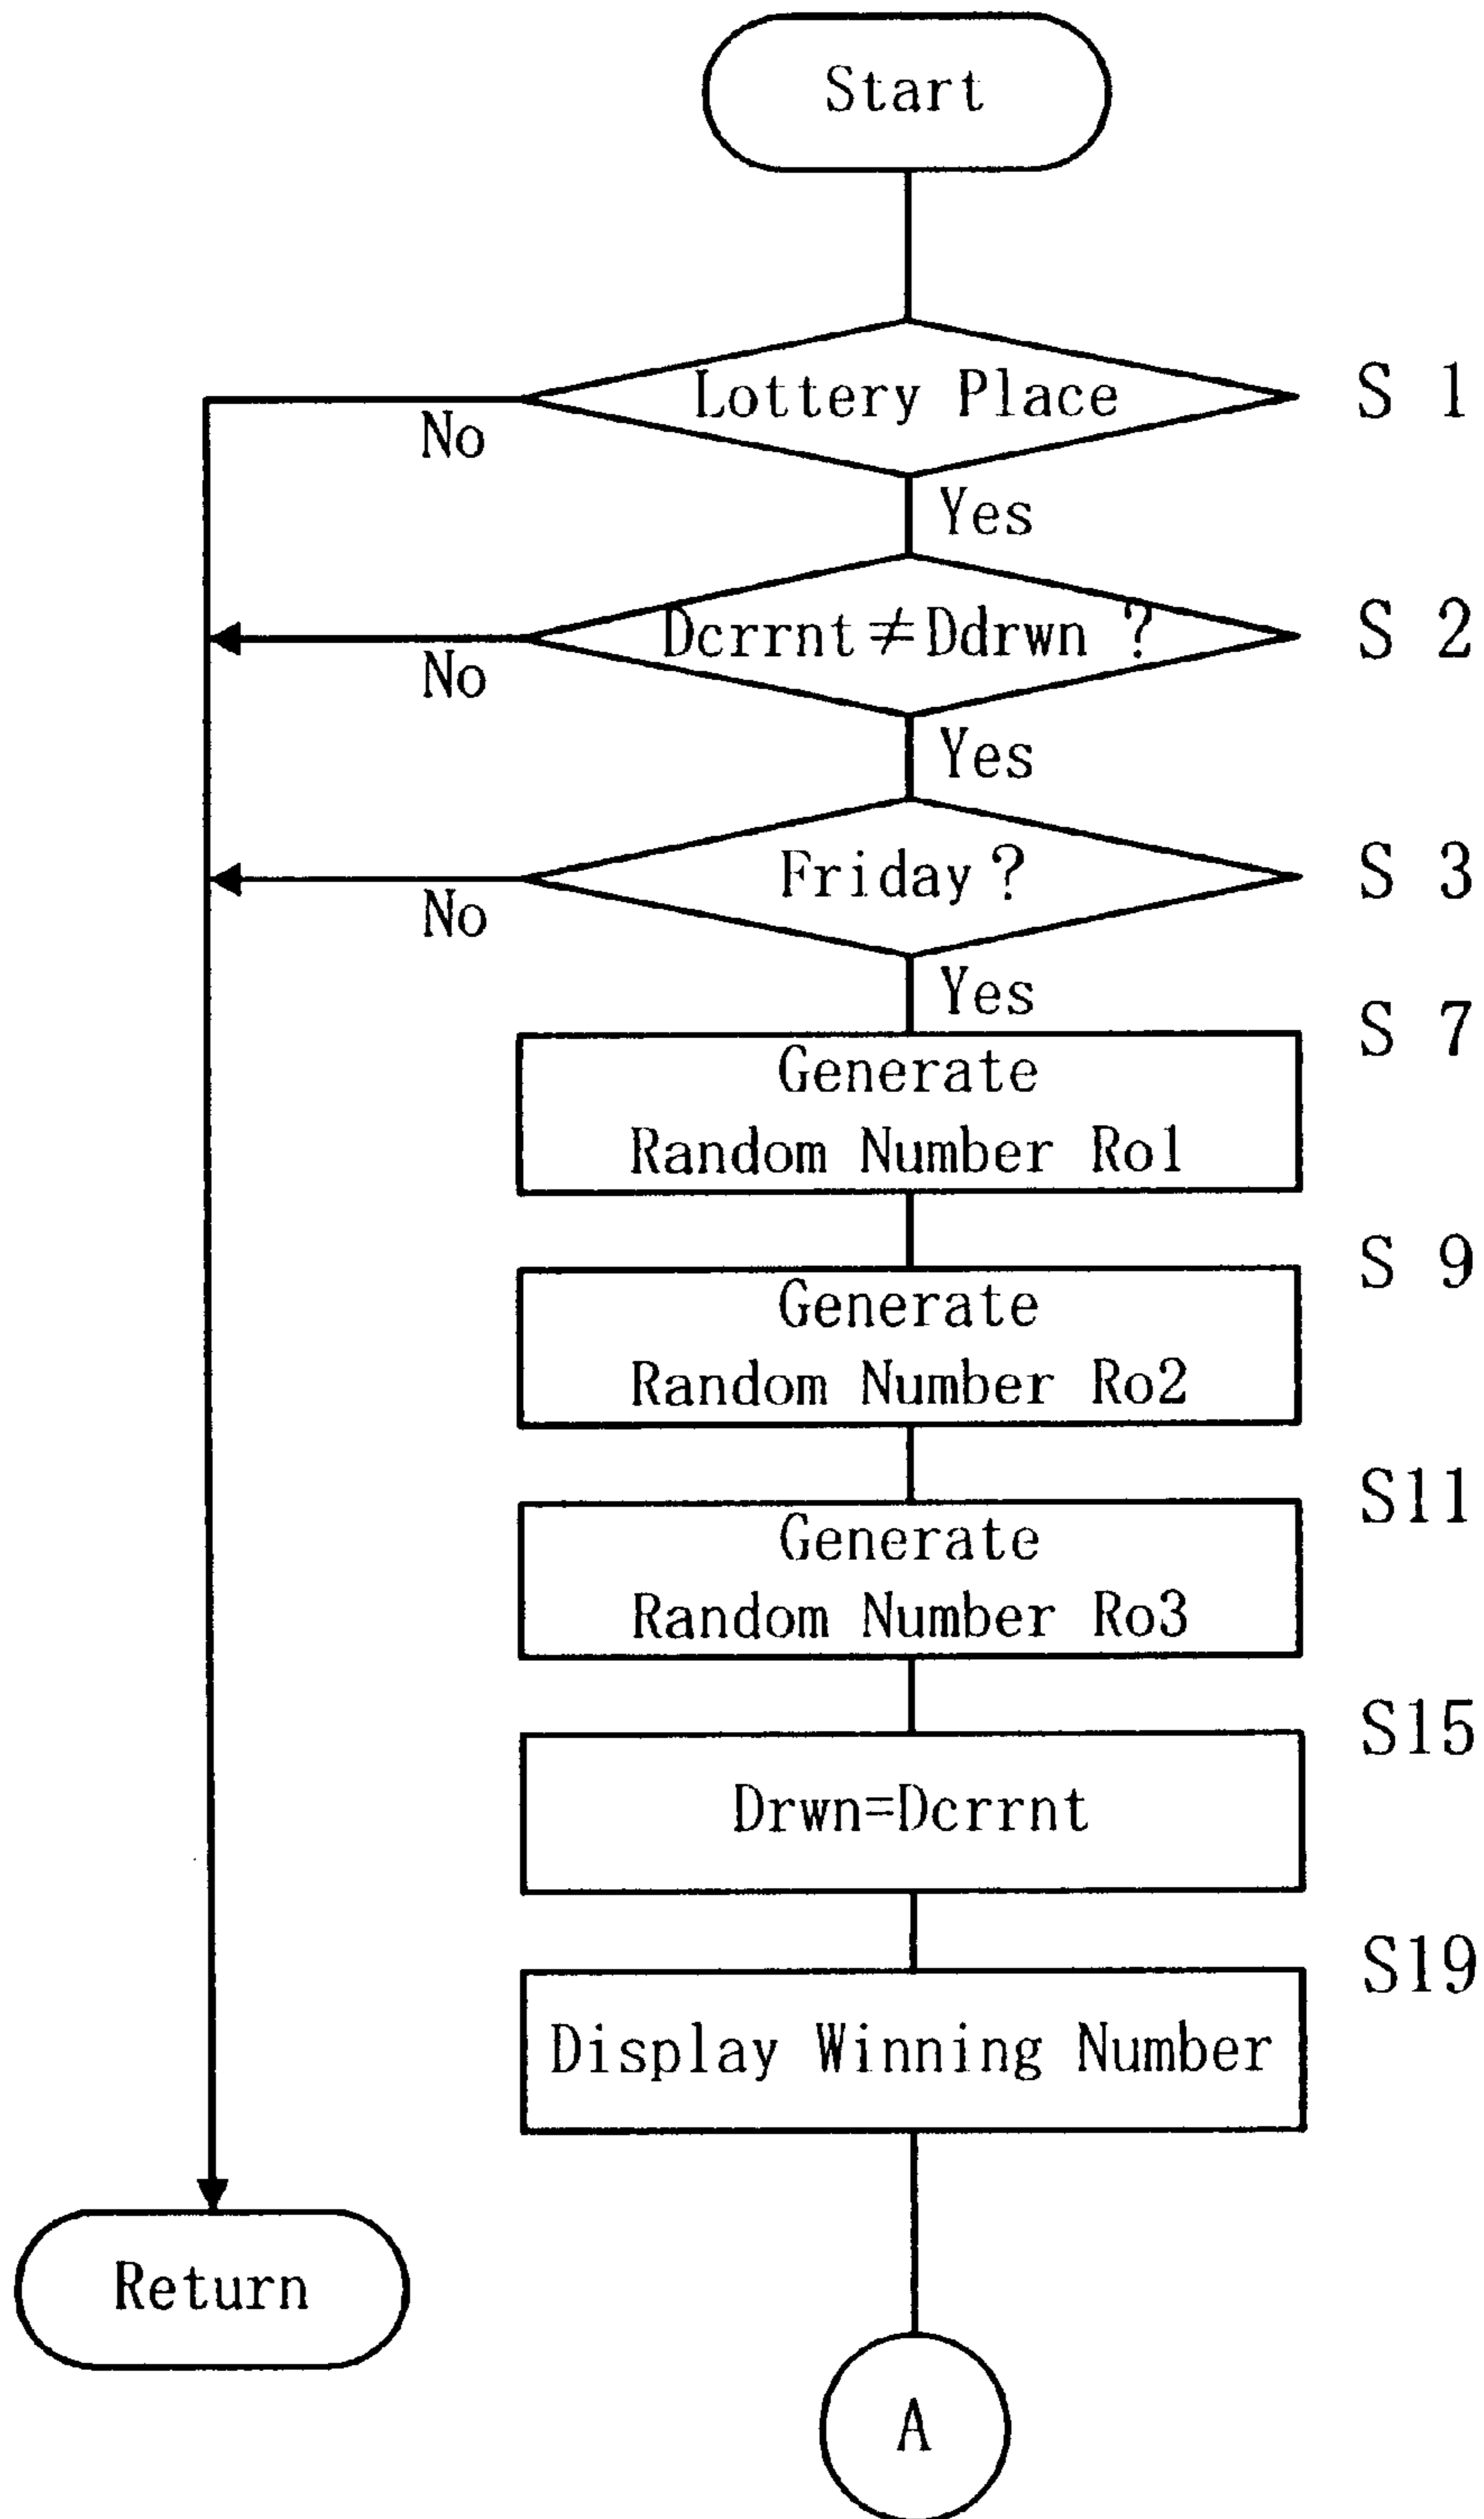 Start
Lottery Place
S 1
No
Yes
Dcrrnt≠Ddrwn ?
S 2
No
Yes
Friday?
S 3
No
Yes
S 7
Generate
Random Number Ro1
S 9
Generate
Random Number Ro2
S11
Generate
Random Number Ro3
S15
Drwn=Dcrrnt
S19
Display Winning Number
Return
A